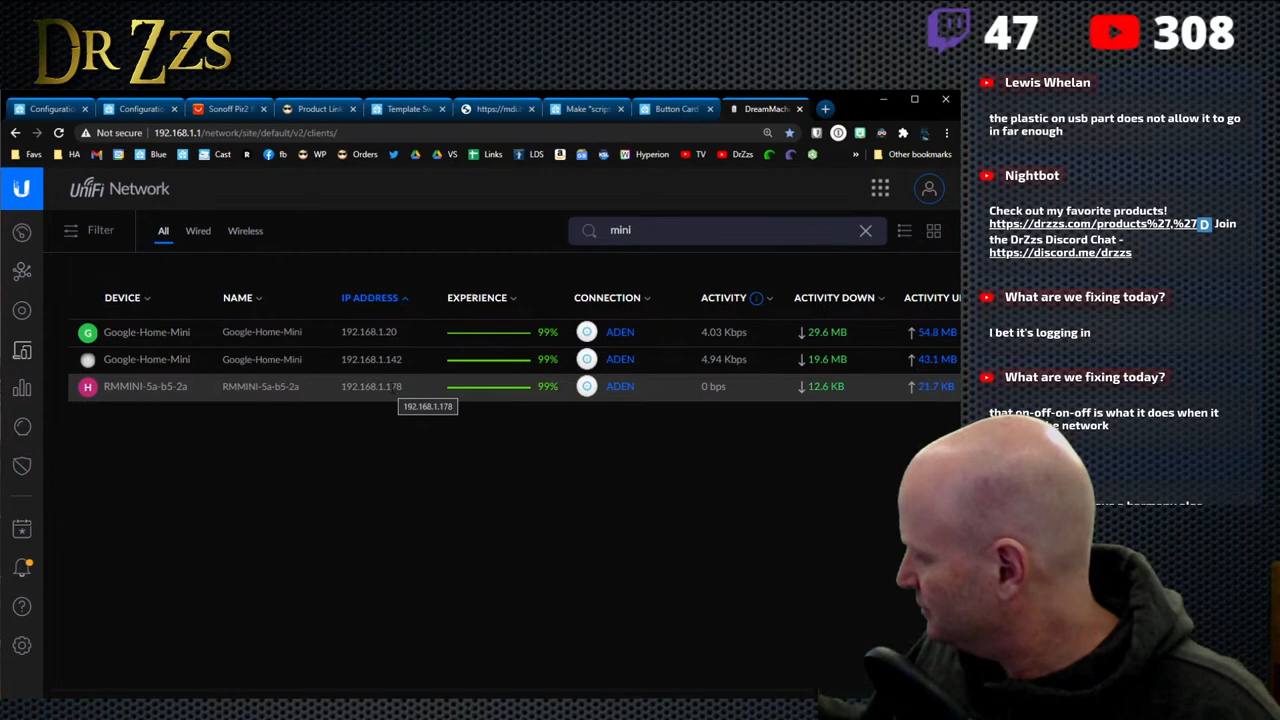 DR ZZS
47
308
Configuratio
Configuratio
Sonoff Pir2
Product Lin
Template Sw
https://mdi.
Make "scrip
Button Card
DreamMach
Not secure
192.168.1.1/network/site/default/v2/clients/
Favs
HA
Blue
Cast
fb
WP
Orders
VS
Links
LDS
Hyperion
TV
DrZzs
Other bookmarks
UniFi Network
Filter
All
Wired
Wireless
mini
DEVICE
NAME
IP ADDRESS
EXPERIENCE
CONNECTION
ACTIVITY
ACTIVITY DOWN
ACTIVITY U
G Google-Home-Mini Google-Home-Mini 192.168.1.20 99% ADEN 4.03 Kbps 29.6 MB 54.8 MB
Google-Home-Mini Google-Home-Mini 192.168.1.142 99% ADEN 4.94 Kbps 19.6 MB 43.1 MB
H RMMINI-5a-b5-2a RMMINI-5a-b5-2a 192.168.1.178 99% ADEN 0 bps 12.6 KB 21.7 KB
192.168.1.178
Lewis Whelan
the plastic on usb part does not allow it to go
in far enough
Nightbot
Check out my favorite products!
https://drzzs.com/products%27,%27 D Join
the DrZzs Discord Chat -
https://discord.me/drzzs
What are we fixing today?
I bet it's logging in
What are we fixing today?
that on-off-on-off is what it does when it
network